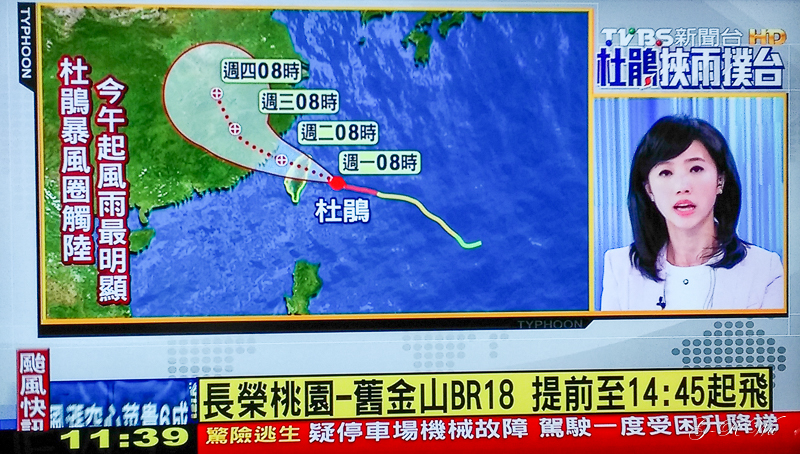 TYPHOON
TVBS新聞台 HD
杜鵑挾雨撲台
今午起風雨最明顯
杜鵑暴風圈觸陸
週四08時
週三08時
週二08時
週一08時
杜鵑
TYPHOON
颱風快訊
長榮桃園-舊金山BR18 提前至14:45起飛
11:39
驚險逃生 疑停車場機械故障 駕駛一度受困升降梯